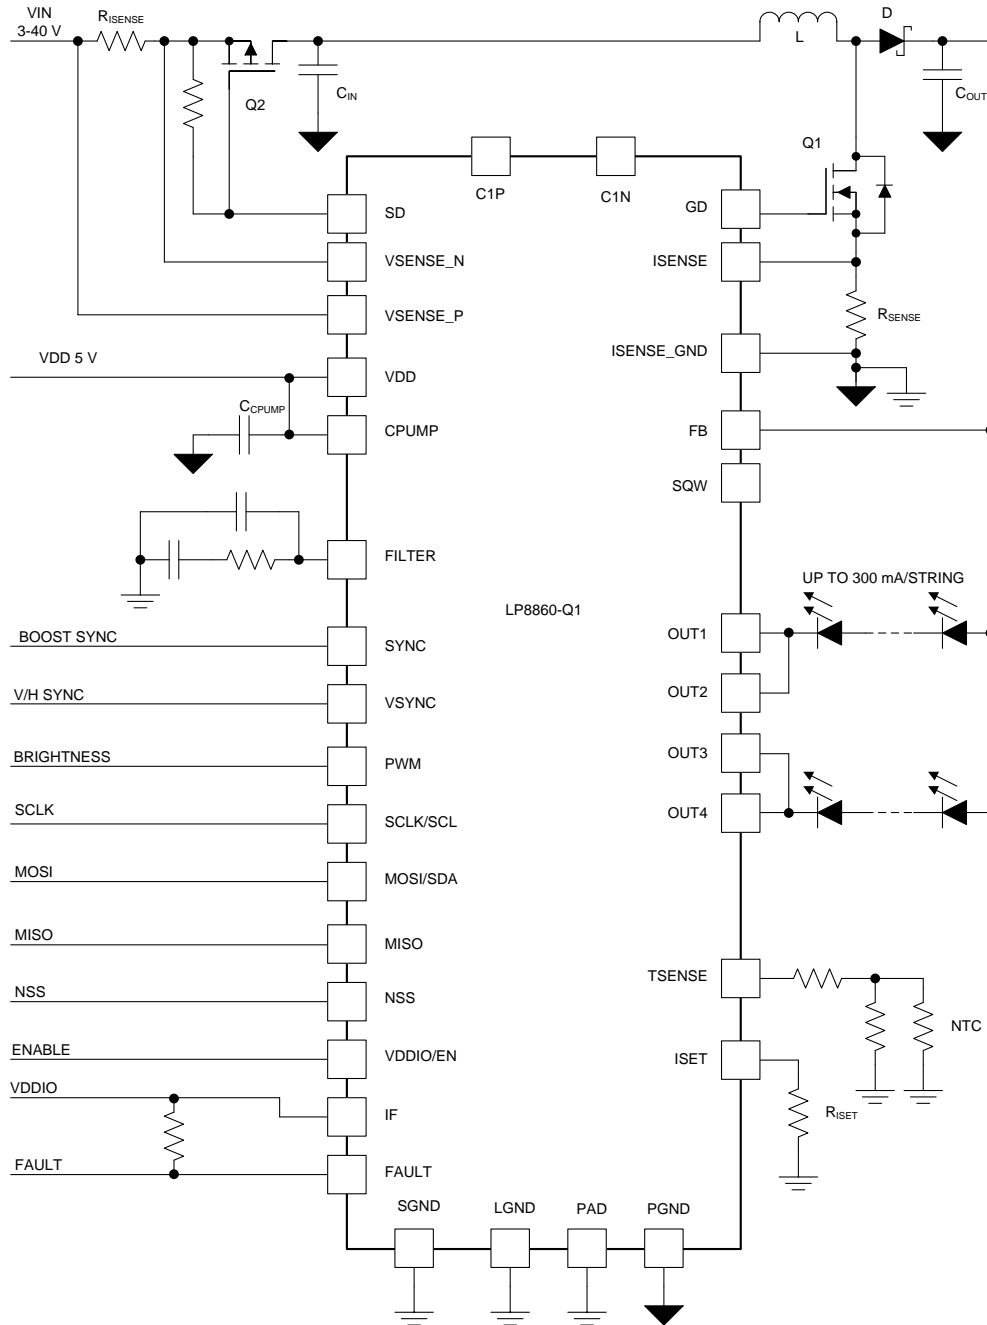 VIN
3-40 V
RISENSE
Q2
CIN
L
D
COUT
Q1
C1P
C1N
SD
GD
VSENSE_N
ISENSE
VSENSE_P
RSENSE
ISENSE_GND
VDD 5 V
VDD
CCPUMP
CPUMP
FB
SQW
FILTER
UP TO 300 mA/STRING
LP8860-Q1
BOOST SYNC
SYNC
OUT1
V/H SYNC
VSYNC
OUT2
BRIGHTNESS
PWM
OUT3
SCLK
SCLK/SCL
OUT4
MOSI
MOSI/SDA
MISO
MISO
TSENSE
NSS
NSS
NTC
ENABLE
VDDIO/EN
ISET
VDDIO
IF
RISET
FAULT
FAULT
SGND
LGND
PAD
PGND